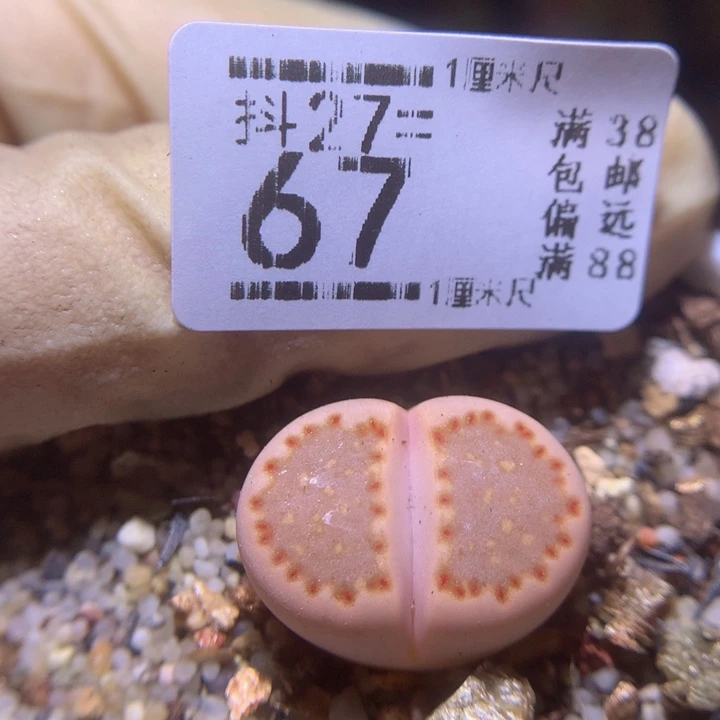 1厘米尺
抖27=
67
1厘米尺
满 38
包 邮
偏 远
满 88